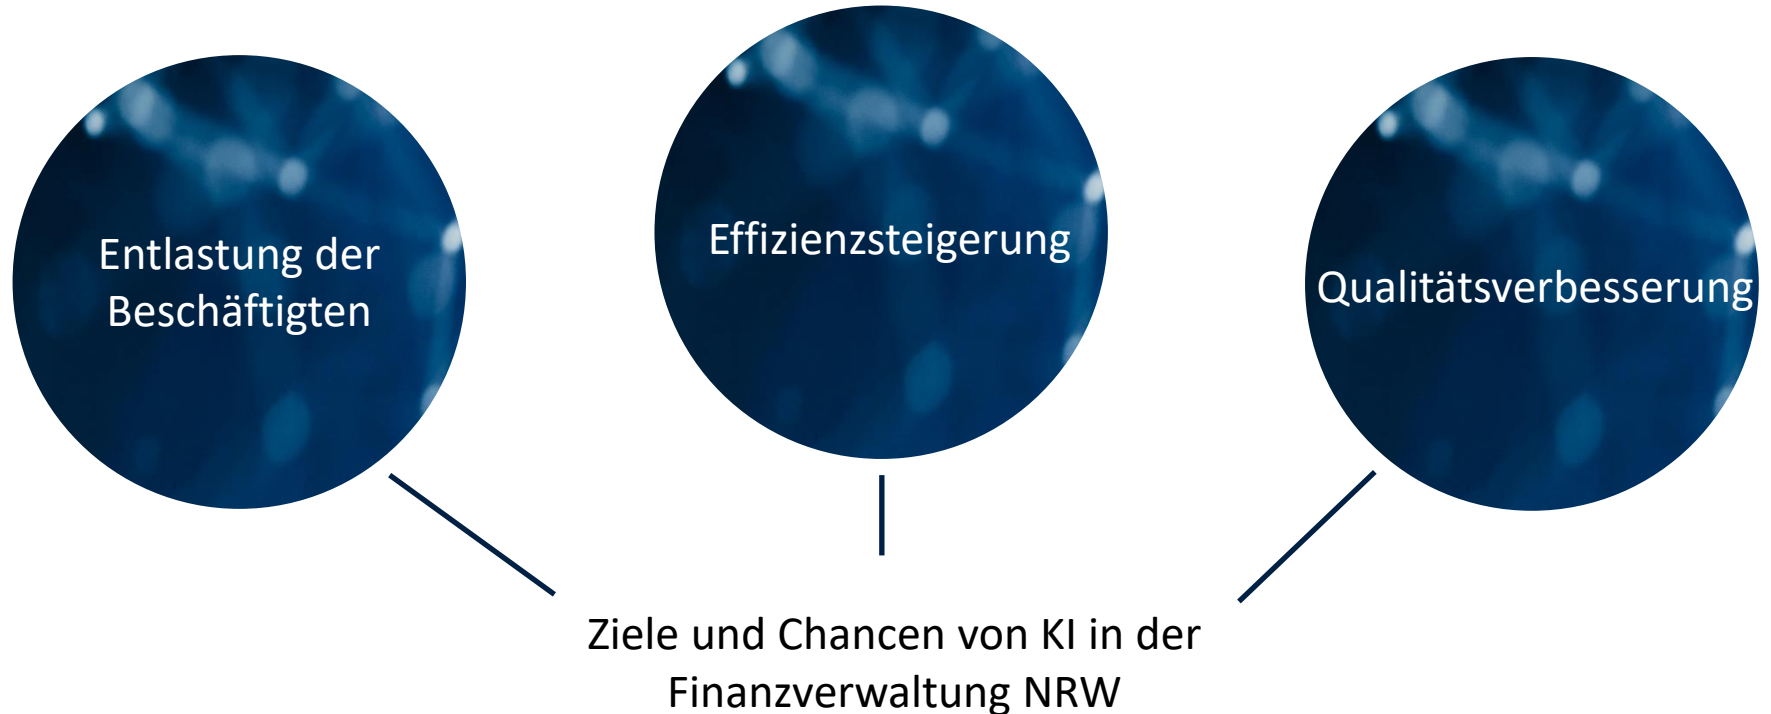 Entlastung der
Beschäftigten
Effizienzsteigerung
Qualitätsverbesserung
Ziele und Chancen von KI in der
Finanzverwaltung NRW